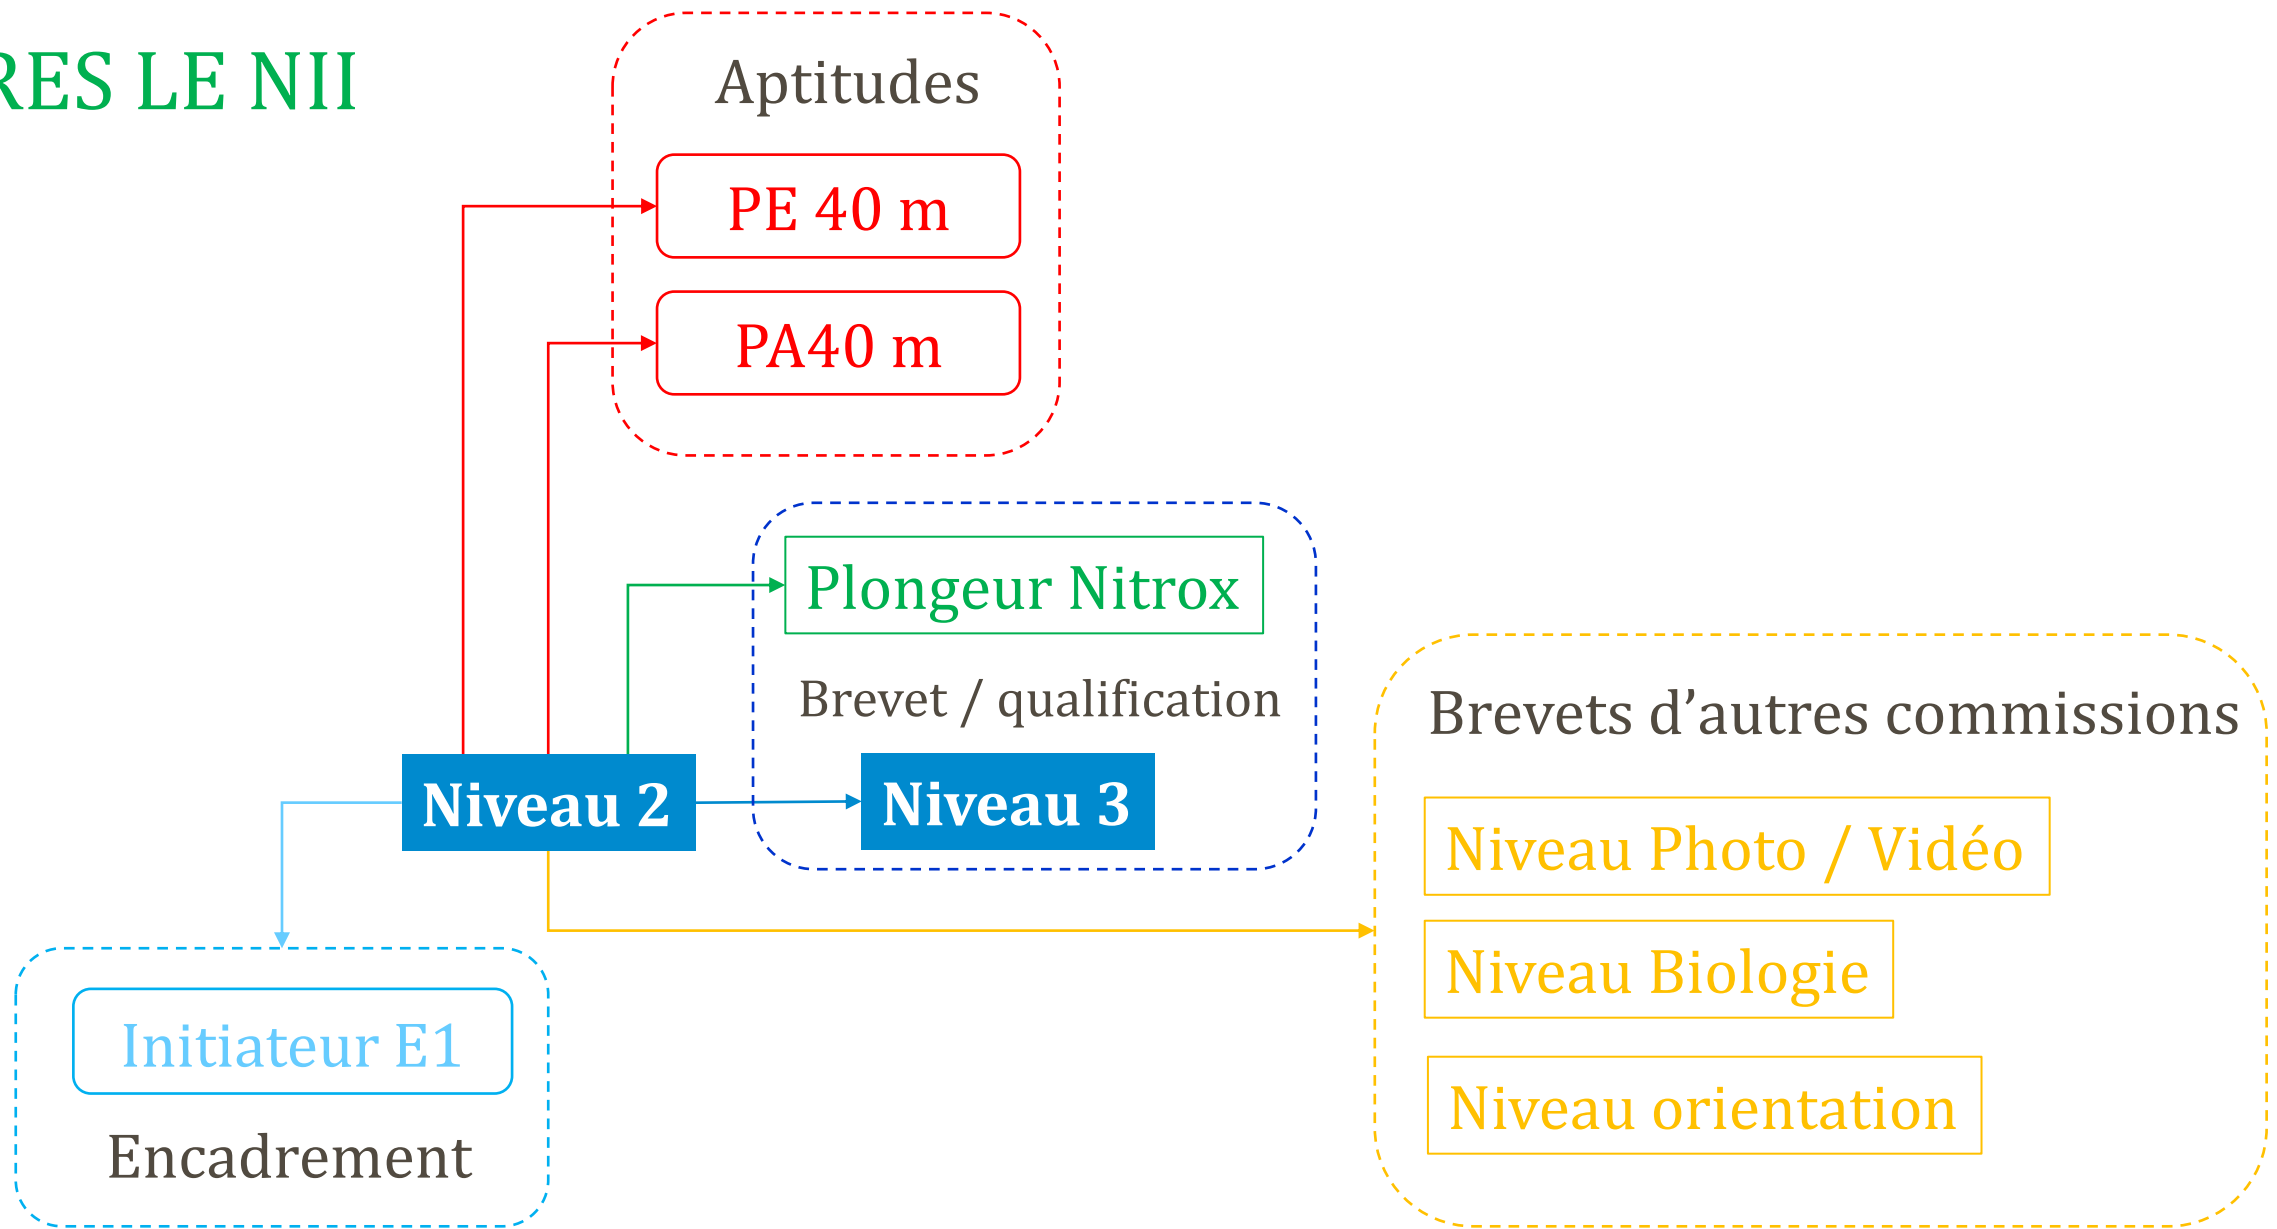 RES LE NII
Aptitudes
PE 40 m
PA40 m
Plongeur Nitrox
Brevet / qualification
Niveau 2
Niveau 3
Brevets d’autres commissions
Niveau Photo / Vidéo
Niveau Biologie
Niveau orientation
Initiateur E1
Encadrement